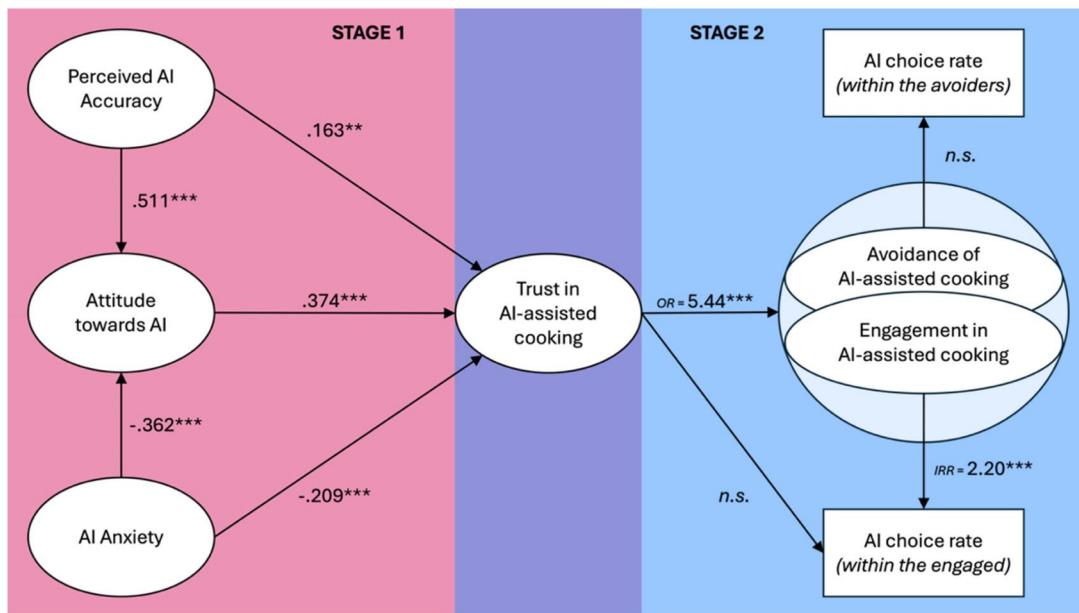 STAGE 1
STAGE 2
Perceived AI
Accuracy
AI choice rate
(within the avoiders)
.163**
n.s.
.511***
Attitude
towards AI
.374***
Trust in
AI-assisted
cooking
OR = 5.44***
Avoidance of
AI-assisted cooking
Engagement in
AI-assisted cooking
-.362***
-.209***
n.s.
IRR = 2.20***
AI Anxiety
AI choice rate
(within the engaged)